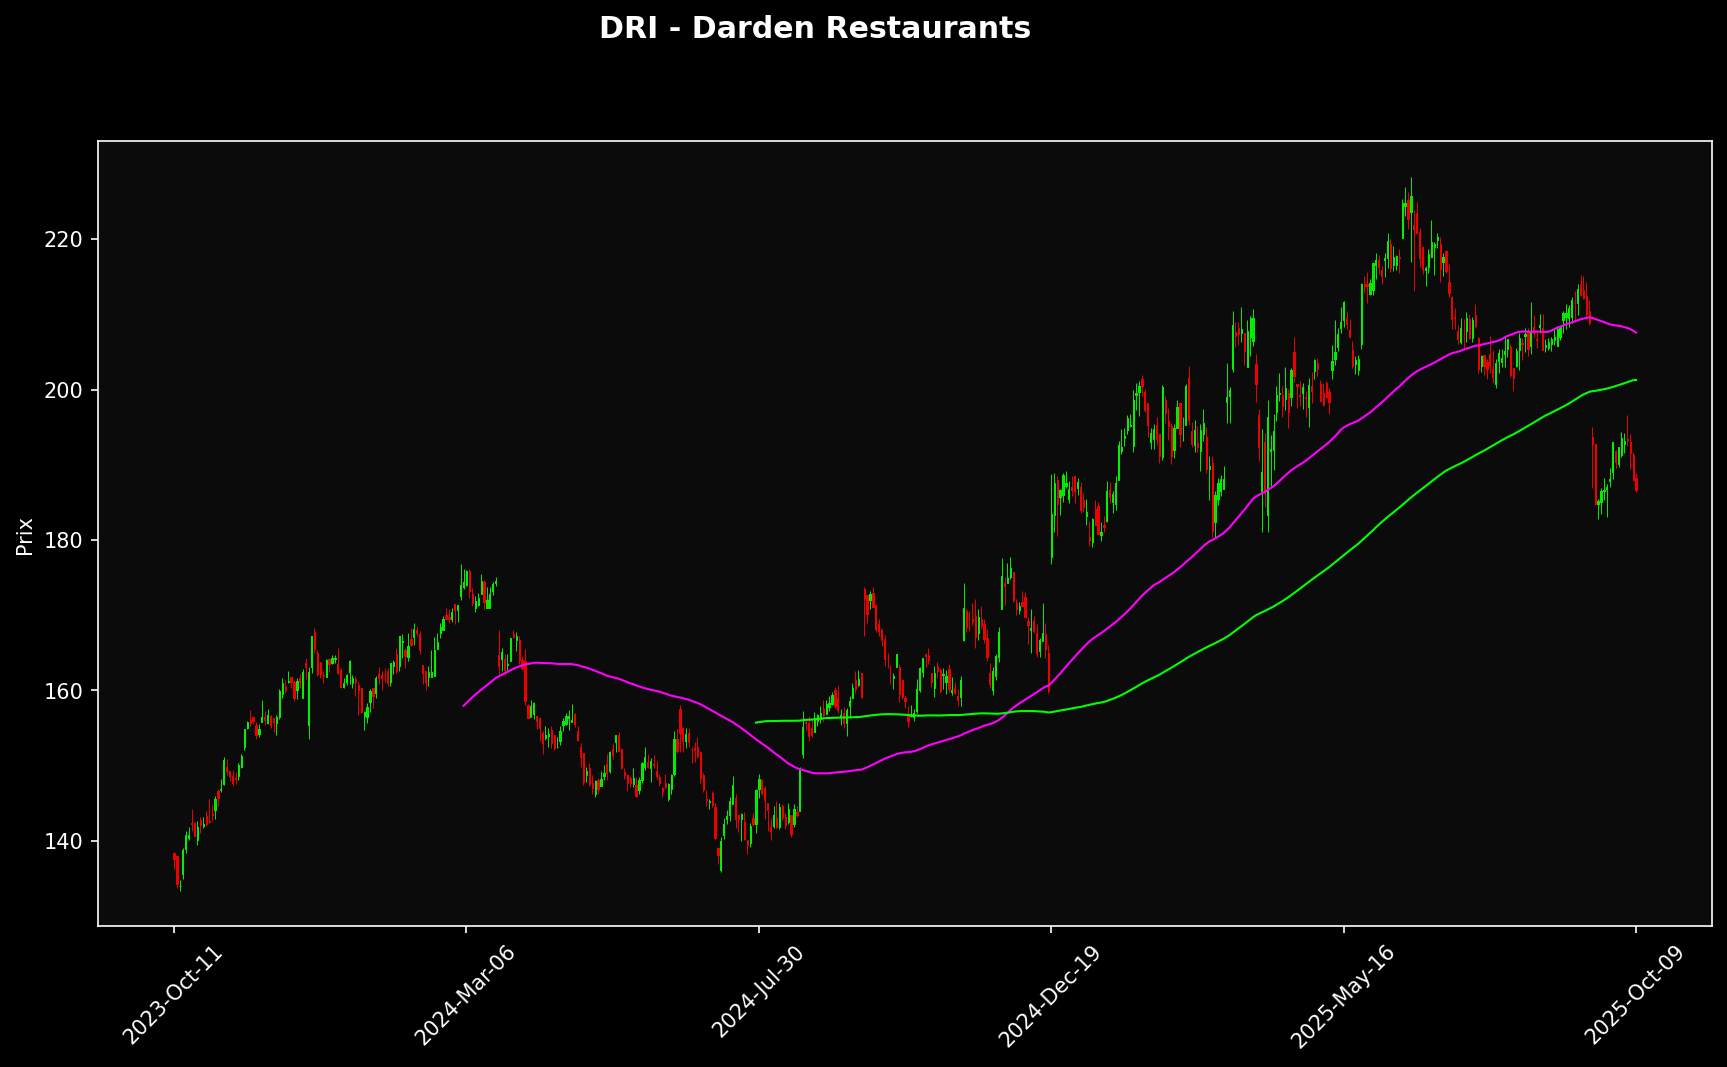 DRI - Darden Restaurants
Prix
220
200
180
160
140
2023-Oct-11
2024-Mar-06
2024-Jul-30
2024-Dec-19
2025-May-16
2025-Oct-09